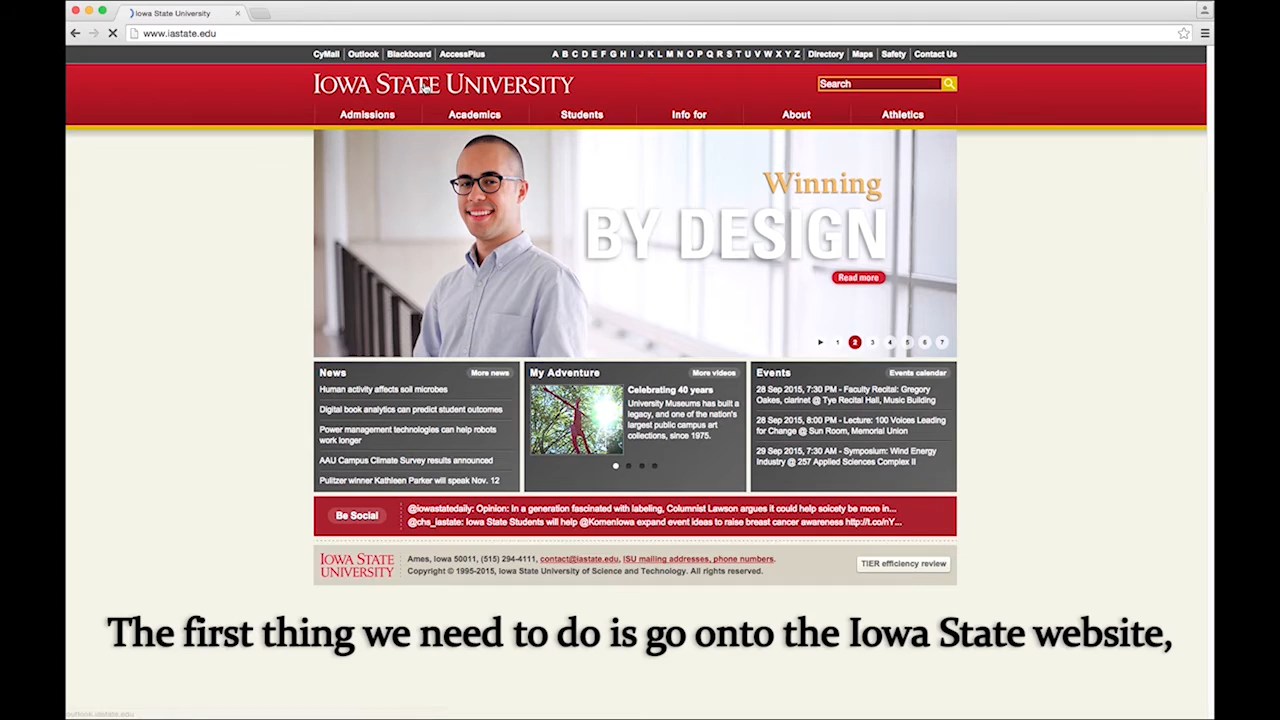 Iowa State University
www.iastate.edu
CyMail Outlook Blackboard AccessPlus A B C D E F G H I J K L M N O P Q R S T U V W X Y Z Directory Maps Safety Contact Us
IOWA STATE UNIVERSITY
Search
Admissions Academics Students Info for About Athletics
Winning
BY DESIGN
Read more
1 2 3 4 5 6 7
News More news
Human activity affects soil microbes
Digital book analytics can predict student outcomes
Power management technologies can help robots
work longer
AAU Campus Climate Survey results announced
Pulitzer winner Kathleen Parker will speak Nov. 12
My Adventure More videos
Celebrating 40 years
University Museums has built a
legacy, and one of the nation's
largest public campus art
collections, since 1975.
Events Events calendar
28 Sep 2015, 7:30 PM - Faculty Recital: Gregory
Oakes, clarinet @ Tye Recital Hall, Music Building
28 Sep 2015, 8:00 PM - Lecture: 100 Voices Leading
for Change @ Sun Room, Memorial Union
29 Sep 2015, 7:30 AM - Symposium: Wind Energy
Industry @ 257 Applied Sciences Complex II
Be Social
@iowastatedaily: Opinion: In a generation fascinated with labeling, Columnist Lawson argues it could help soicety be more in...
@chs_iastate: Iowa State Students will help @KomenIowa expand event ideas to raise breast cancer awareness http://t.co/nY...
IOWA STATE
UNIVERSITY
Ames, Iowa 50011, (515) 294-4111, contact@iastate.edu, ISU mailing addresses, phone numbers.
Copyright © 1995-2015, Iowa State University of Science and Technology. All rights reserved.
TIER efficiency review
The first thing we need to do is go onto the Iowa State website,
outlook.iastate.edu